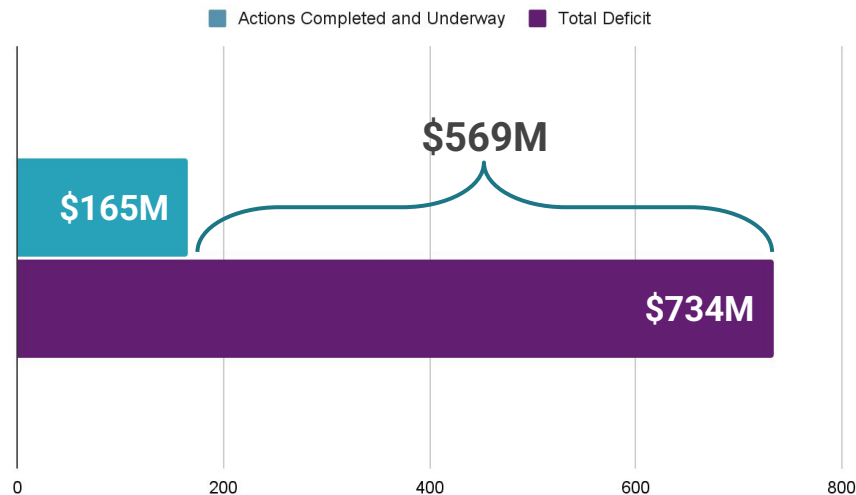 Actions Completed and Underway Total Deficit
$569M
$165M
$734M
0 200 400 600 800